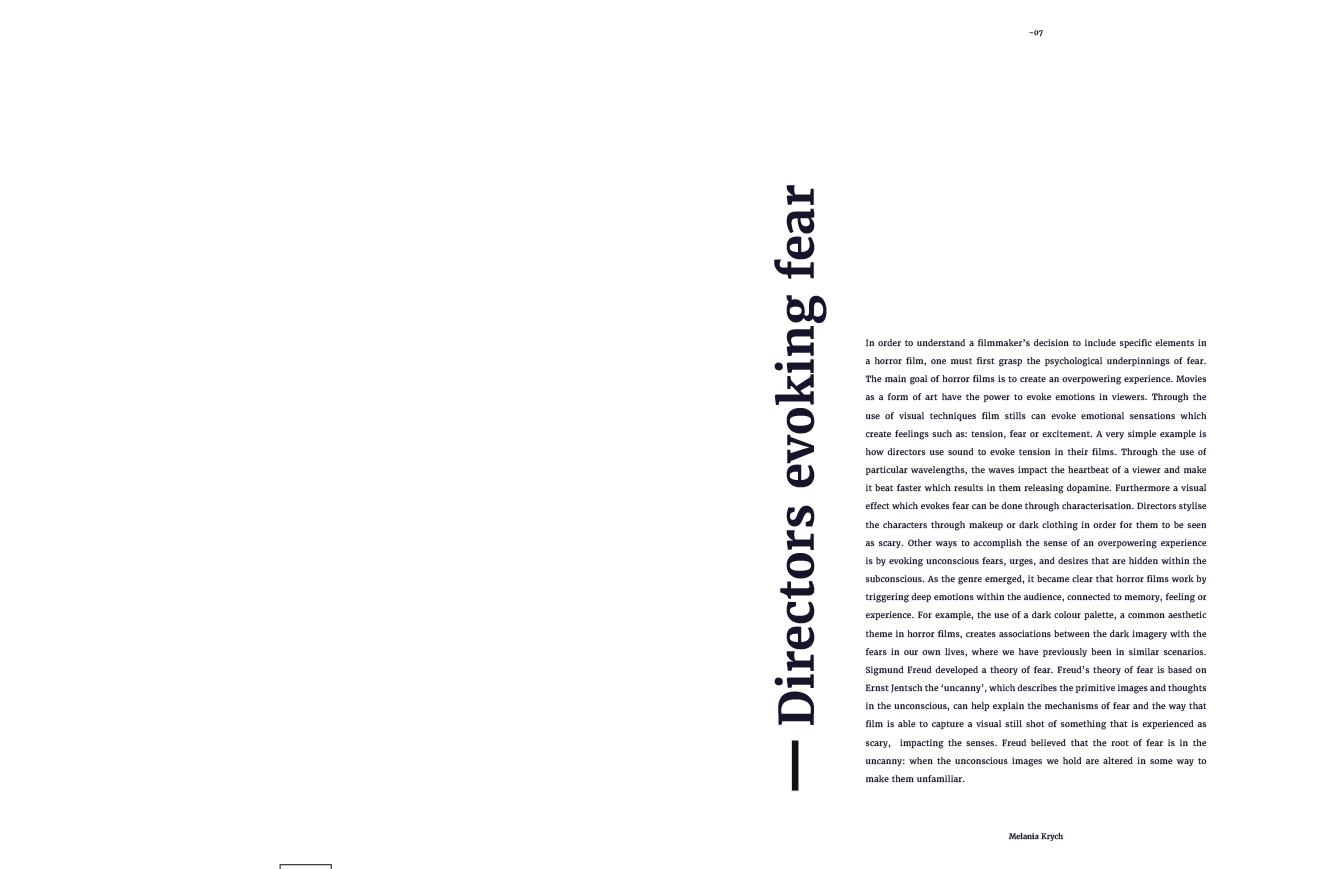 -07
Directors evoking fear
In order to understand a filmmaker's decision to include specific elements in
a horror film, one must first grasp the psychological underpinnings of fear.
The main goal of horror films is to create an overpowering experience. Movies
as a form of art have the power to evoke emotions in viewers. Through the
use of visual techniques film stills can evoke emotional sensations which
create feelings such as: tension, fear or excitement. A very simple example is
how directors use sound to evoke tension in their films. Through the use of
particular wavelengths, the waves impact the heartbeat of a viewer and make
it beat faster which results in them releasing dopamine. Furthermore a visual
effect which evokes fear can be done through characterisation. Directors stylise
the characters through makeup or dark clothing in order for them to be seen
as scary. Other ways to accomplish the sense of an overpowering experience
is by evoking unconscious fears, urges, and desires that are hidden within the
subconscious. As the genre emerged, it became clear that horror films work by
triggering deep emotions within the audience, connected to memory, feeling or
experience. For example, the use of a dark colour palette, a common aesthetic
theme in horror films, creates associations between the dark imagery with the
fears in our own lives, where we have previously been in similar scenarios.
Sigmund Freud developed a theory of fear. Freud's theory of fear is based on
Ernst Jentsch the 'uncanny', which describes the primitive images and thoughts
in the unconscious, can help explain the mechanisms of fear and the way that
film is able to capture a visual still shot of something that is experienced as
scary,  impacting the senses. Freud believed that the root of fear is in the
uncanny: when the unconscious images we hold are altered in some way to
make them unfamiliar.
Melania Krych